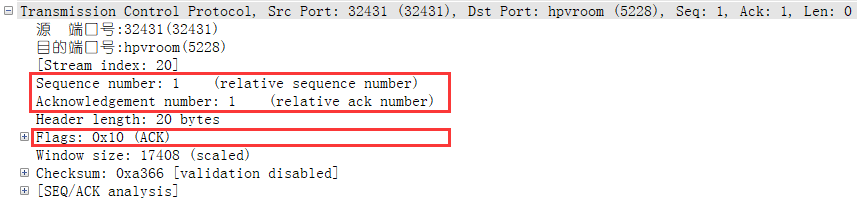 Transmission Control Protocol, Src Port: 32431 (32431), Dst Port: hpvroom (5228), Seq: 1, Ack: 1, Len: 0
源 端口号:32431(32431)
目的端口号:hpvroom(5228)
[Stream index: 20]
Sequence number: 1 (relative sequence number)
Acknowledgement number: 1 (relative ack number)
Header length: 20 bytes
Flags: 0x10 (ACK)
Window size: 17408 (scaled)
Checksum: 0xa366 [validation disabled]
[SEQ/ACK analysis]